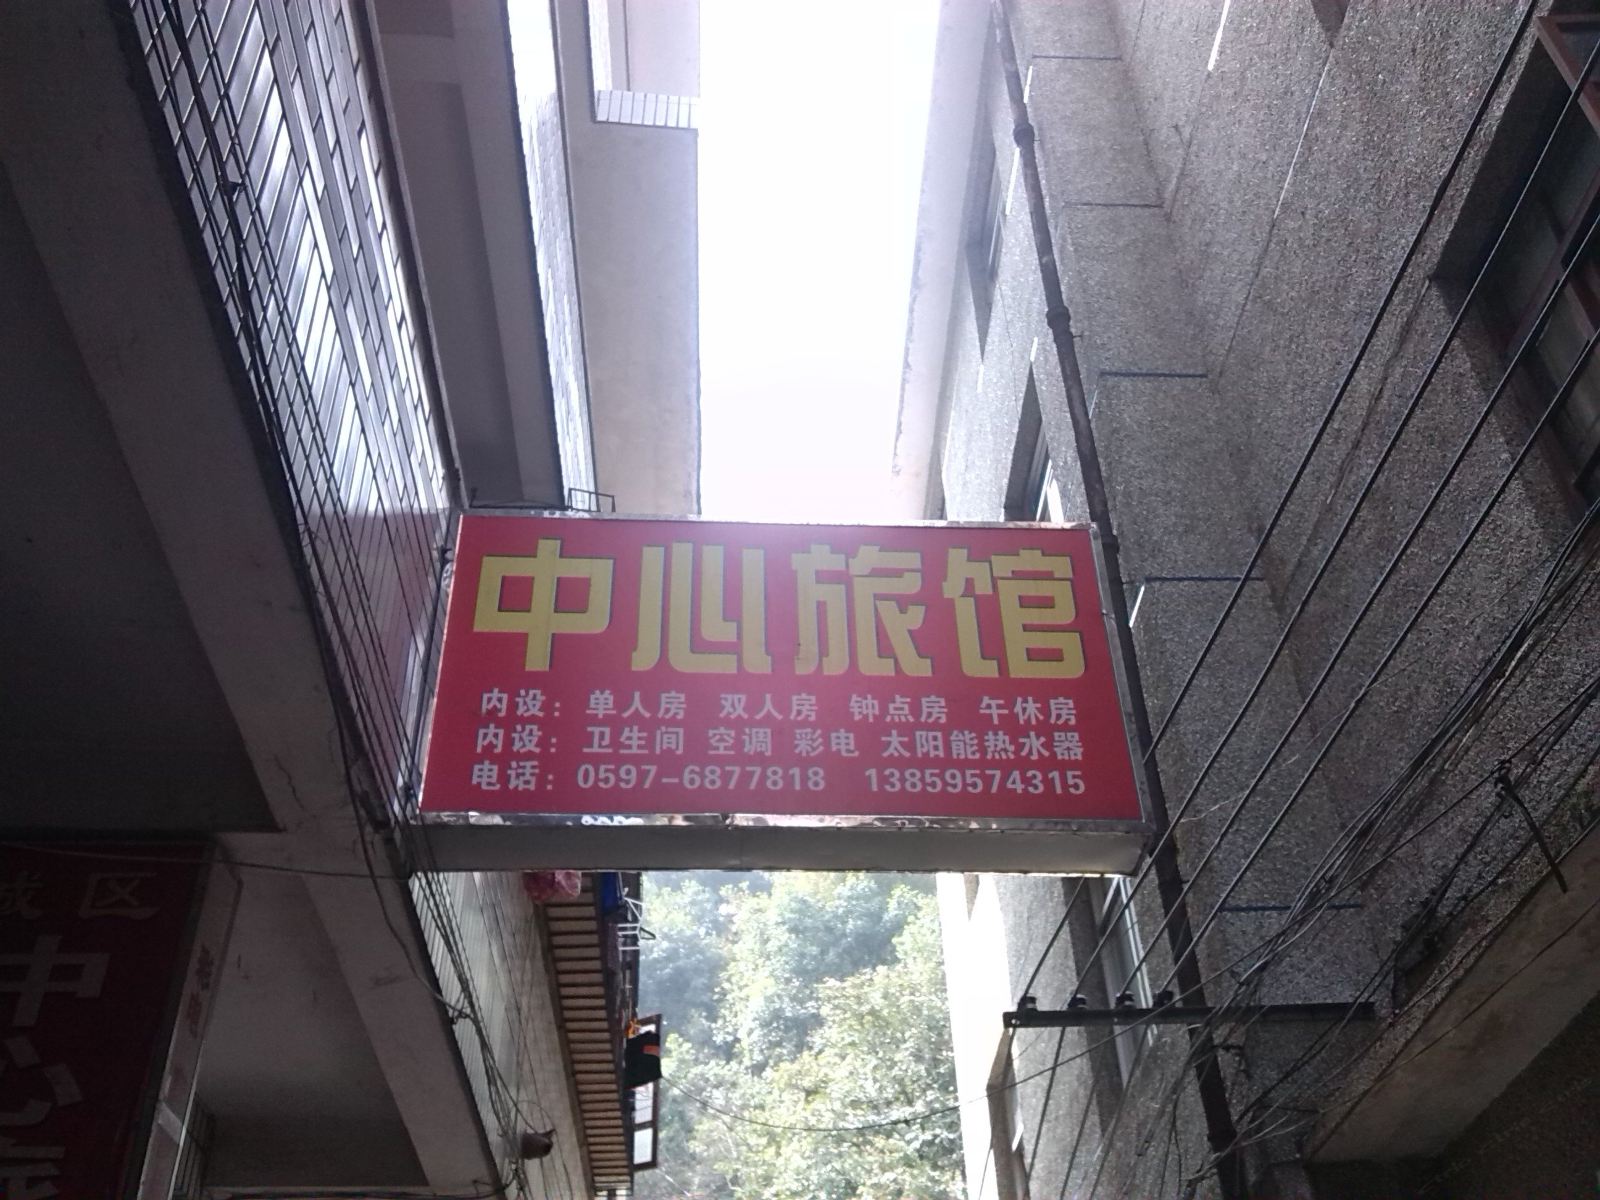 中心旅馆
内设：单人房 双人房 钟点房 午休房
内设：卫生间 空调 彩电 太阳能热水器
电话：0597-6877818 13859574315
城区
中心